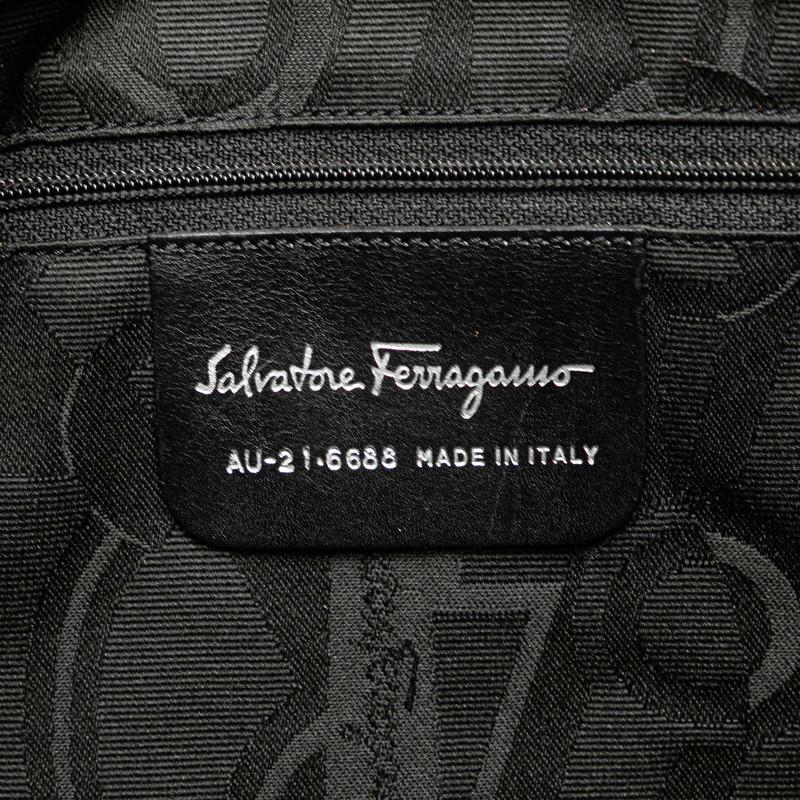 Salvatore Ferragamo
AU-21.6688 MADE IN ITALY